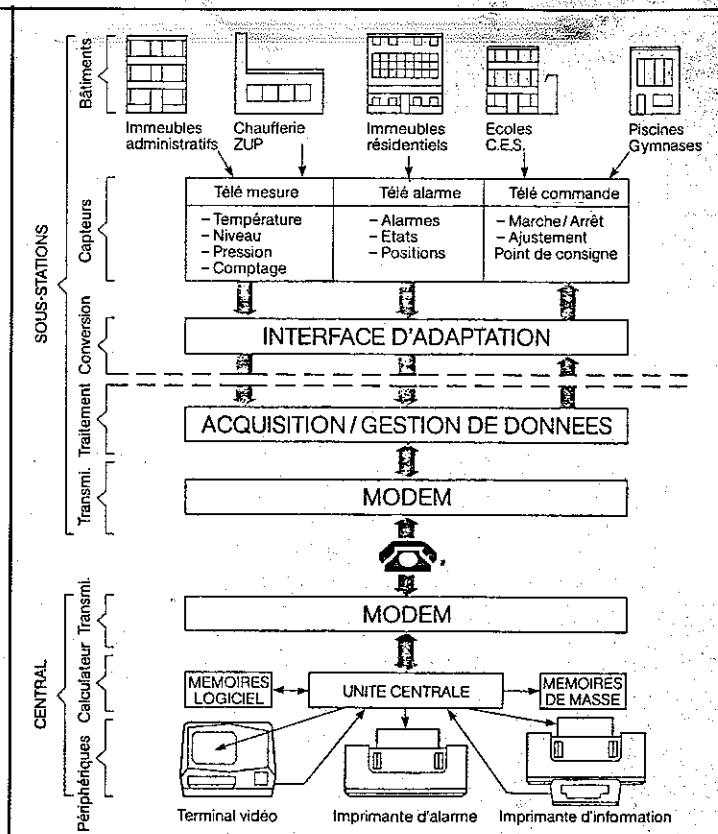 Bâtiments
Immeubles
administratifs
Chaufferie
ZUP
Immeubles
résidentiels
Ecoles
C.E.S.
Piscines
Gymnases
SOUS-STATIONS
Capteurs
Télé mesure
– Température
– Niveau
– Pression
– Comptage
Télé alarme
– Alarmes
– Etats
– Positions
Télé commande
– Marche/Arrêt
– Ajustement
Point de consigne
Conversion
INTERFACE D'ADAPTATION
Traitement
ACQUISITION/GESTION DE DONNEES
Transmi.
MODEM
CENTRAL
Transmi.
MODEM
Calculateur
MEMOIRES
LOGICIEL
UNITE CENTRALE
MEMOIRES
DE MASSE
Périphériques
Terminal vidéo
Imprimante d'alarme
Imprimante d'information